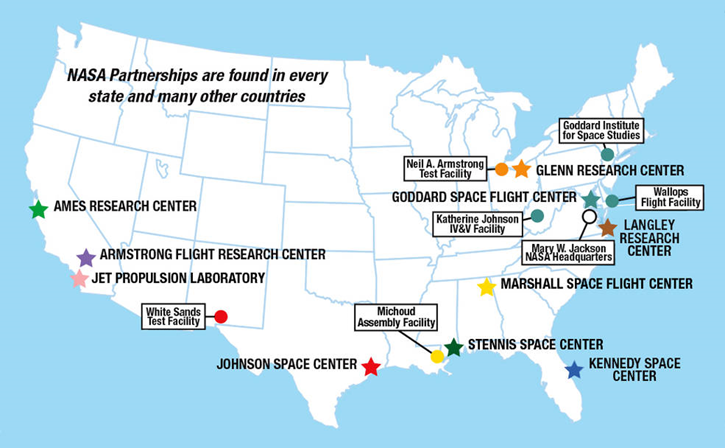 NASA Partnerships are found in every
state and many other countries
Goddard Institute
for Space Studies
Neil A. Armstrong
Test Facility
GLENN RESEARCH CENTER
GODDARD SPACE FLIGHT CENTER
Wallops
Flight Facility
AMES RESEARCH CENTER
Katherine Johnson
IV&V Facility
LANGLEY
RESEARCH
CENTER
Mary W. Jackson
NASA Headquarters
ARMSTRONG FLIGHT RESEARCH CENTER
JET PROPULSION LABORATORY
MARSHALL SPACE FLIGHT CENTER
White Sands
Test Facility
Michoud
Assembly Facility
STENNIS SPACE CENTER
JOHNSON SPACE CENTER
KENNEDY SPACE
CENTER